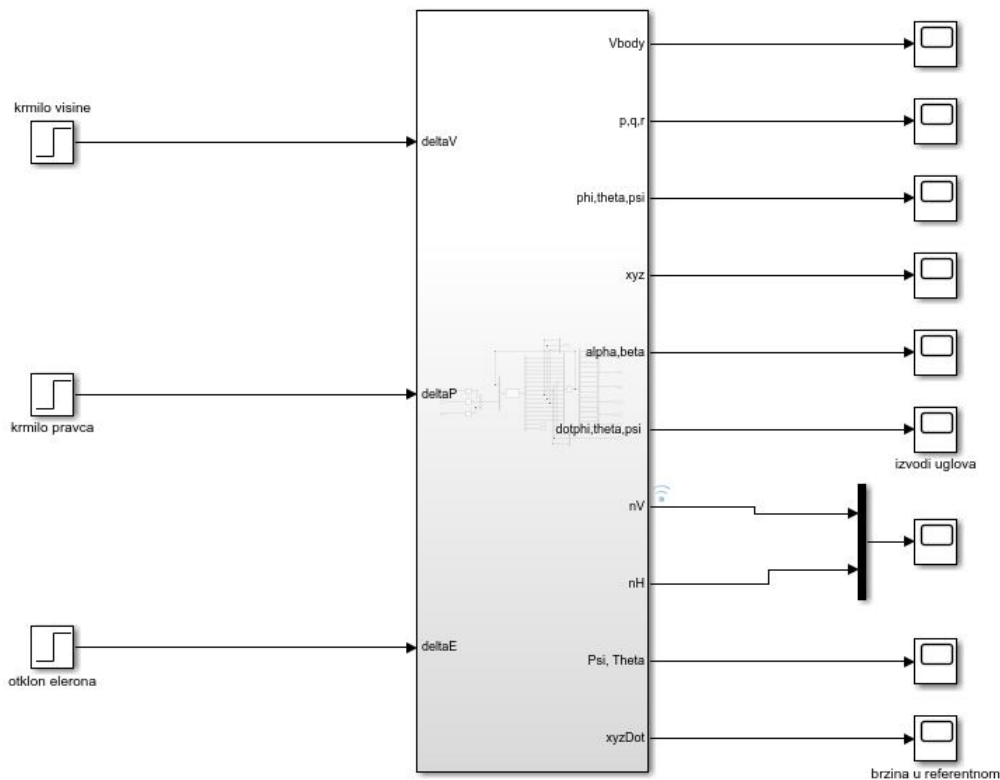 Vbody
krmilo visine
p,q,r
deltaV
phi,theta,psi
xyz
alpha,beta
deltaP
krmilo pravca
dotphi,theta,psi
izvodi uglova
nV
nH
deltaE
Psi, Theta
otklon elerona
xyzDot
brzina u referentnom